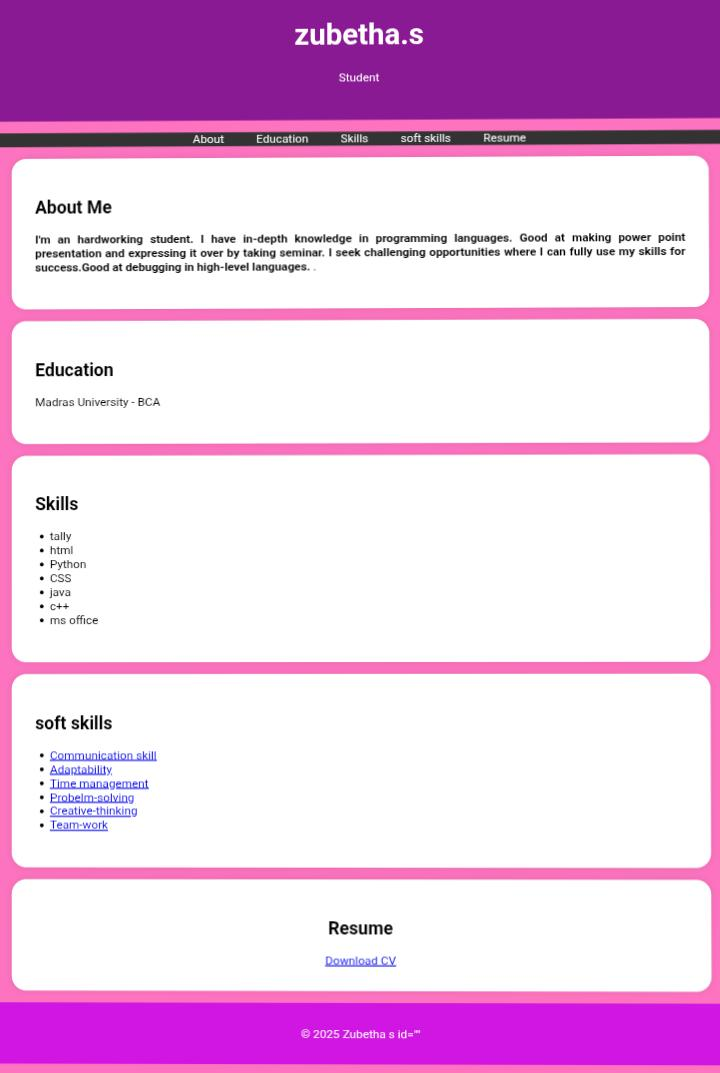 zubetha.s
Student
About Education Skills soft skills Resume
About Me
I'm an hardworking student. I have in-depth knowledge in programming languages. Good at making power point
presentation and expressing it over by taking seminar. I seek challenging opportunities where I can fully use my skills for
success.Good at debugging in high-level languages. .
Education
Madras University - BCA
Skills
• tally
• html
• Python
• CSS
• java
• c++
• ms office
soft skills
• Communication skill
• Adaptability
• Time management
• Probelm-solving
• Creative-thinking
• Team-work
Resume
Download CV
© 2025 Zubetha s id=""